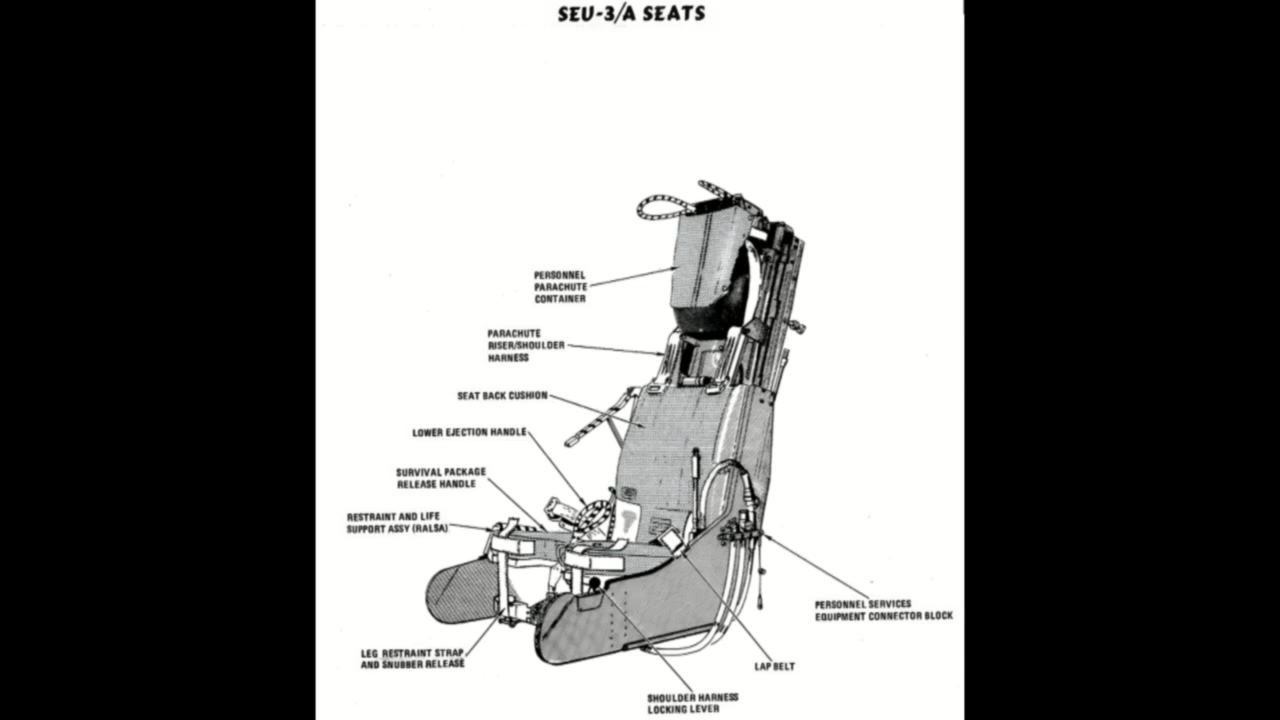 SEU-3/A SEATS
PERSONNEL
PARACHUTE
CONTAINER
PARACHUTE
RISER/SHOULDER
HARNESS
SEAT BACK CUSHION
LOWER EJECTION HANDLE
SURVIVAL PACKAGE
RELEASE HANDLE
RESTRAINT AND LIFE
SUPPORT ASSY (RALSA)
PERSONNEL SERVICES
EQUIPMENT CONNECTOR BLOCK
LEG RESTRAINT STRAP
AND SNUBBER RELEASE
LAP BELT
SHOULDER HARNESS
LOCKING LEVER